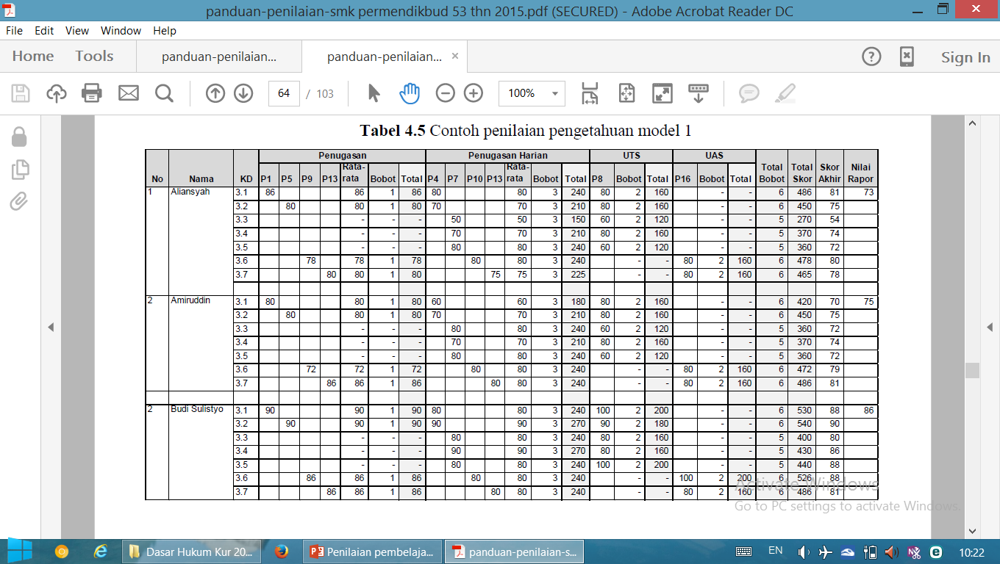 panduan-penilaian-smk permendikbud 53 thn 2015.pdf (SECURED) - Adobe Acrobat Reader DC
File Edit View Window Help
Home Tools panduan-penilaian... panduan-penilaian... × Sign In
64 / 103 100%
Tabel 4.5 Contoh penilaian pengetahuan model 1
Penugasan Penugasan Harian UTS UAS
No Nama KD P1 P5 P9 P13 Rata-rata Bobot Total P4 P7 P10 P13 Rata-rata Bobot Total P8 Bobot Total P16 Bobot Total Total Bobot Total Skor Skor Akhir Nilai Rapor
1 Aliansyah 3.1 86 86 1 86 80 80 3 240 80 2 160 - - 6 486 81 73
3.2 80 80 1 80 70 70 3 210 80 2 160 - - 6 450 75
3.3 - - - 50 50 3 150 60 2 120 - - 5 270 54
3.4 - - - 70 70 3 210 80 2 160 - - 5 370 74
3.5 - - - 80 80 3 240 60 2 120 - - 5 360 72
3.6 78 78 1 78 80 80 3 240 - - 80 2 160 6 478 80
3.7 80 80 1 80 75 75 3 225 - - 80 2 160 6 465 78
2 Amiruddin 3.1 80 80 1 80 60 60 3 180 80 2 160 - - 6 420 70 75
3.2 80 80 1 80 70 70 3 210 80 2 160 - - 6 450 75
3.3 - - - 80 80 3 240 60 2 120 - - 5 360 72
3.4 - - - 70 70 3 210 80 2 160 - - 5 370 74
3.5 - - - 80 80 3 240 60 2 120 - - 5 360 72
3.6 72 72 1 72 80 80 3 240 - - 80 2 160 6 472 79
3.7 86 86 1 86 80 80 3 240 - - 80 2 160 6 486 81
2 Budi Sulistyo 3.1 90 90 1 90 80 80 3 240 100 2 200 - - 6 530 88 86
3.2 90 90 1 90 90 90 3 270 90 2 180 - - 6 540 90
3.3 - - - 80 80 3 240 80 2 160 - - 5 400 80
3.4 - - - 90 90 3 270 80 2 160 - - 5 430 86
3.5 - - - 80 80 3 240 100 2 200 - - 5 440 88
3.6 86 86 1 86 80 80 3 240 - - 100 2 200 6 526 88
3.7 86 86 1 86 80 80 3 240 - - 80 2 160 6 486 81
Activate Windows
Go to PC settings to activate Windows.
Dasar Hukum Kur 20... Penilaian pembelaja... panduan-penilaian-s... EN 10:22